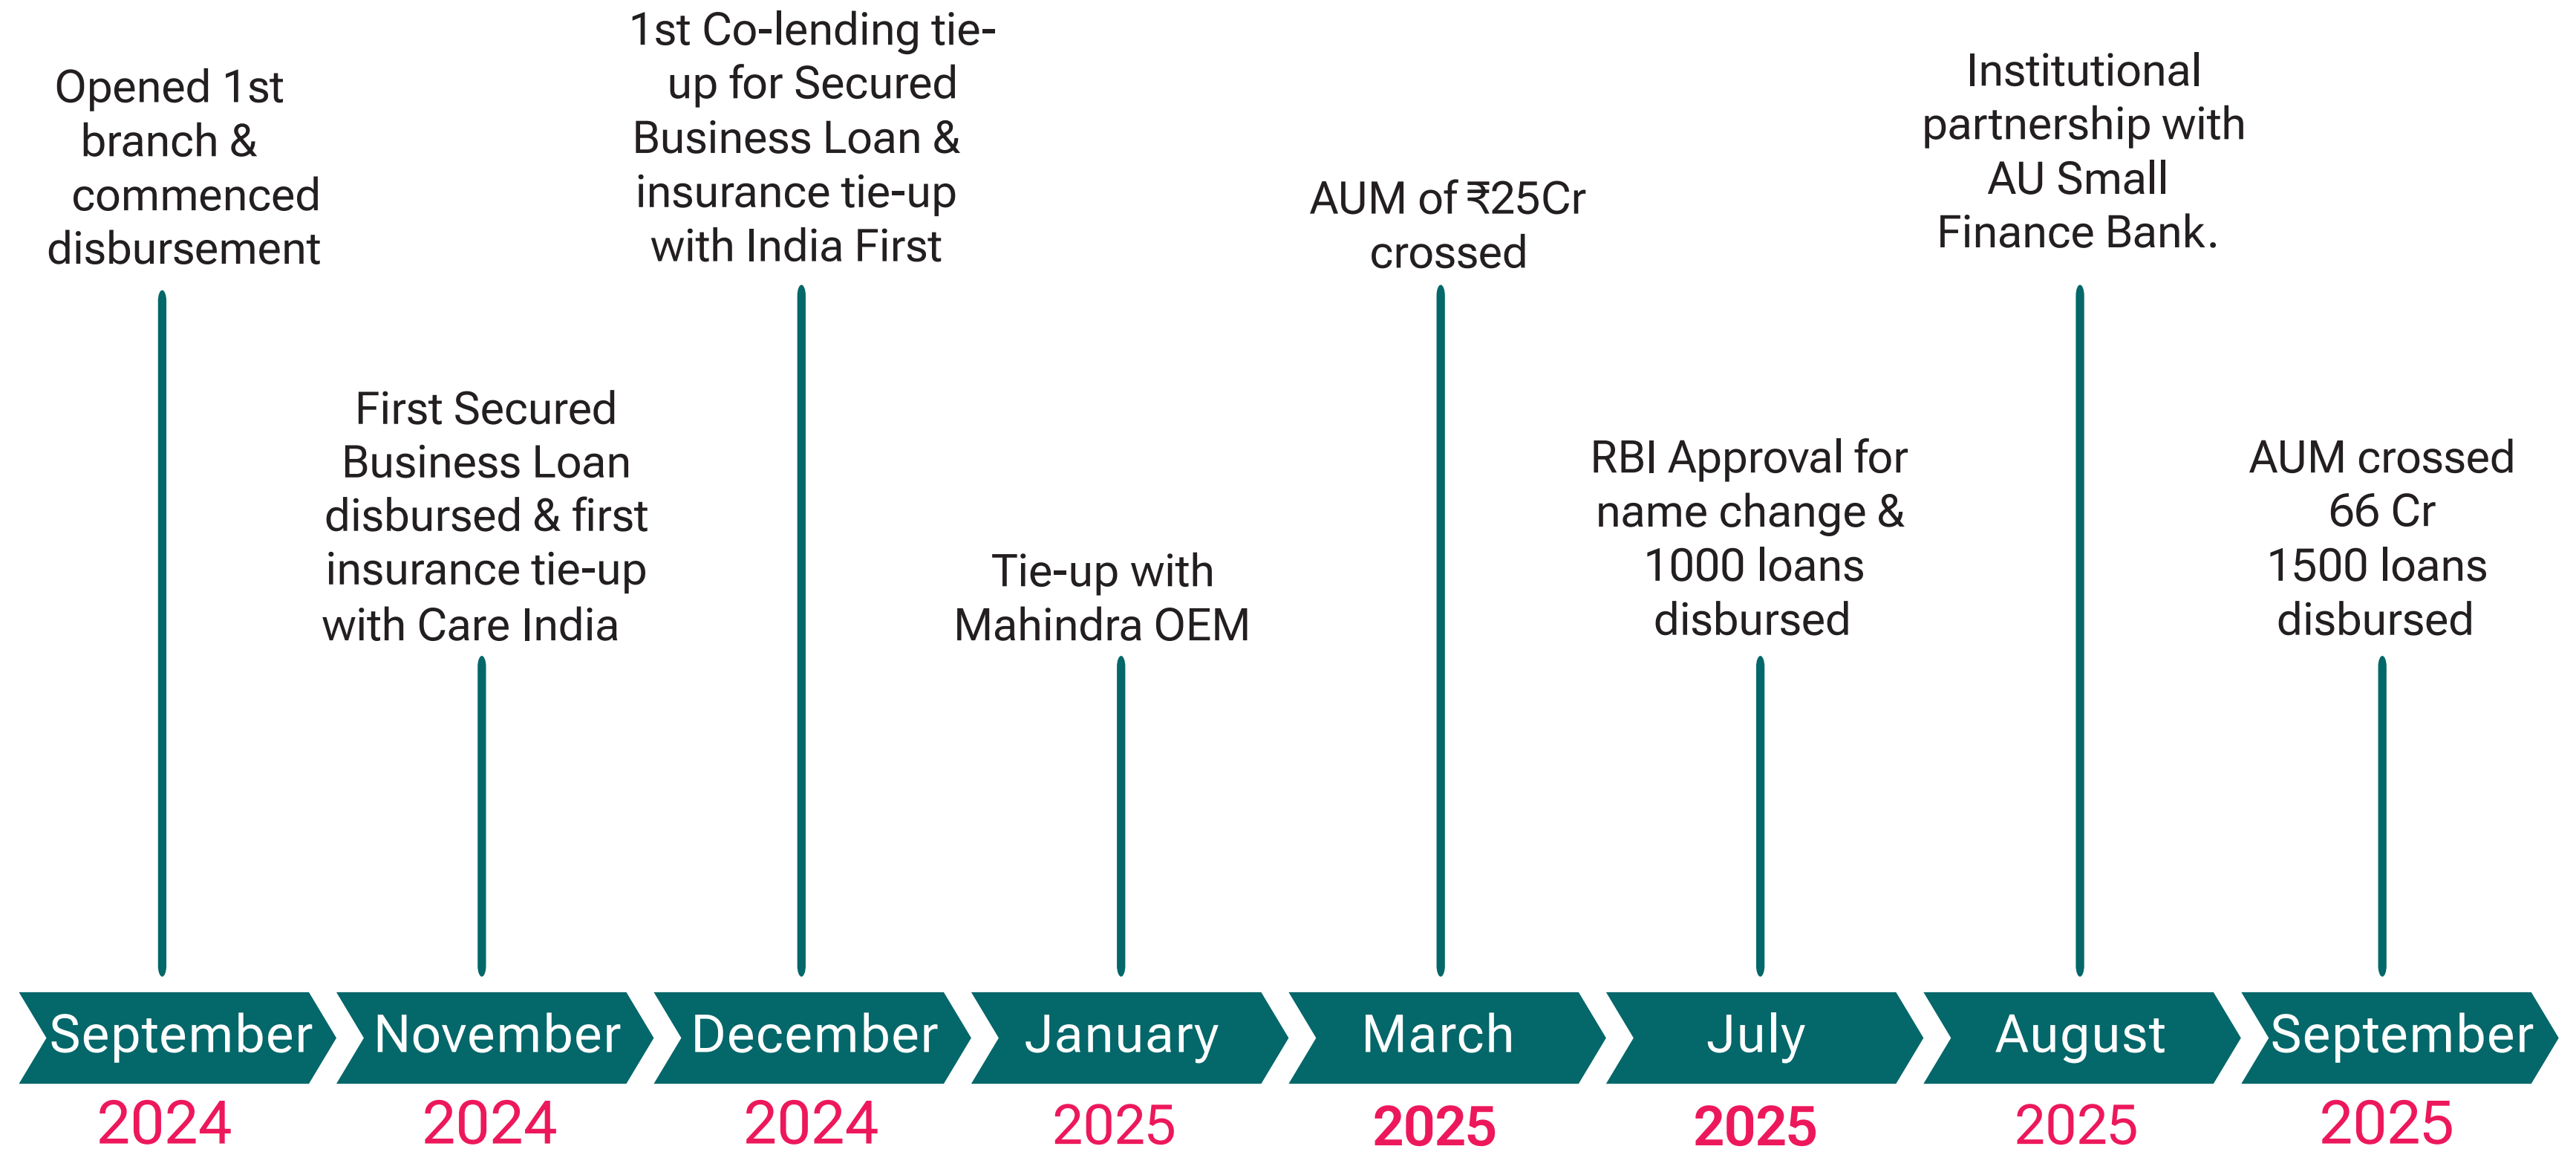 Opened 1st
branch &
commenced
disbursement
First Secured
Business Loan
disbursed & first
insurance tie-up
with Care India
1st Co-lending tie-
up for Secured
Business Loan &
insurance tie-up
with India First
Tie-up with
Mahindra OEM
AUM of ₹25Cr
crossed
RBI Approval for
name change &
1000 loans
disbursed
Institutional
partnership with
AU Small
Finance Bank.
AUM crossed
66 Cr
1500 loans
disbursed
September
November
December
January
March
July
August
September
2024
2024
2024
2025
2025
2025
2025
2025